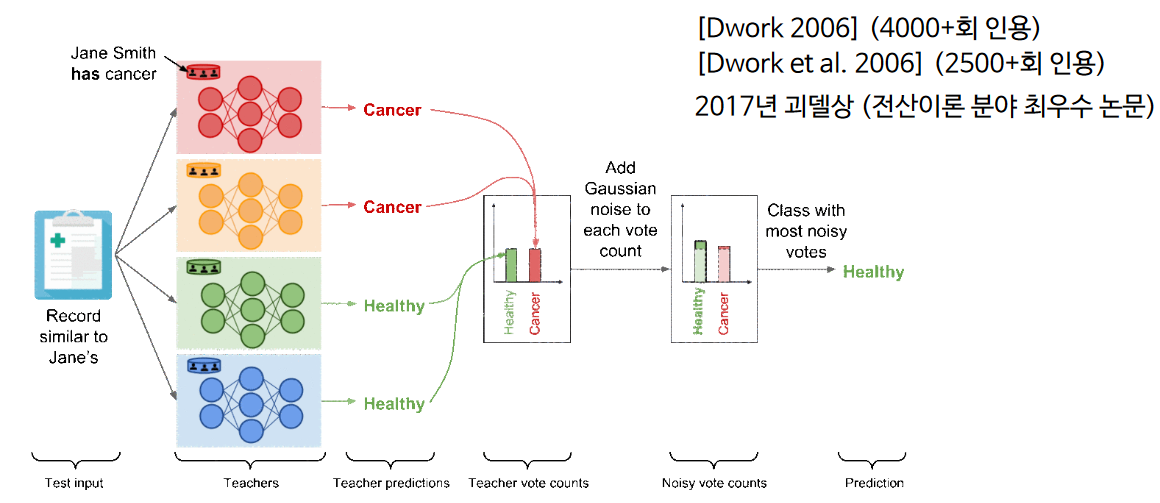 [Dwork 2006] (4000+회 인용)
[Dwork et al. 2006] (2500+회 인용)
2017년 괴델상 (전산이론 분야 최우수 논문)
Jane Smith
has cancer
Record
similar to
Jane's
Cancer
Cancer
Healthy
Healthy
Healthy
Cancer
Add
Gaussian
noise to
each vote
count
Healthy
Cancer
Class with
most noisy
votes
Healthy
Test input
Teachers
Teacher predictions
Teacher vote counts
Noisy vote counts
Prediction